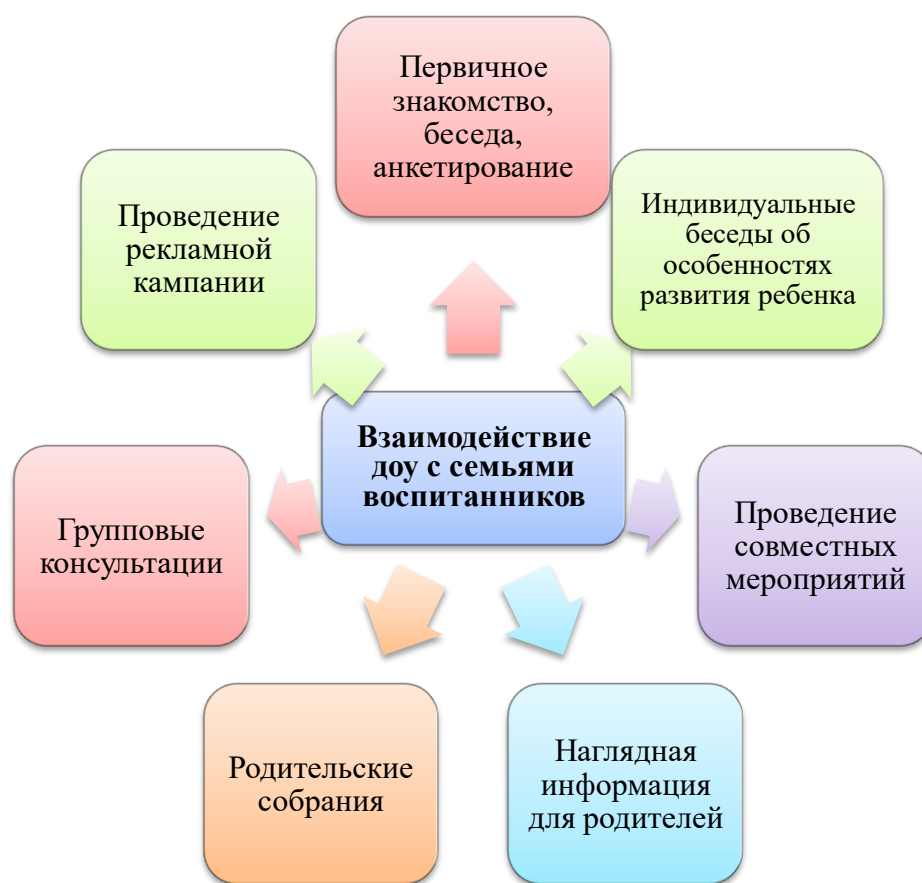 Первичное
знакомство,
беседа,
анкетирование
Проведение
рекламной
кампании
Индивидуальные
беседы об
особенностях
развития ребенка
Взаимодействие
доу с семьями
воспитанников
Групповые
консультации
Проведение
совместных
мероприятий
Родительские
собрания
Наглядная
информация
для родителей